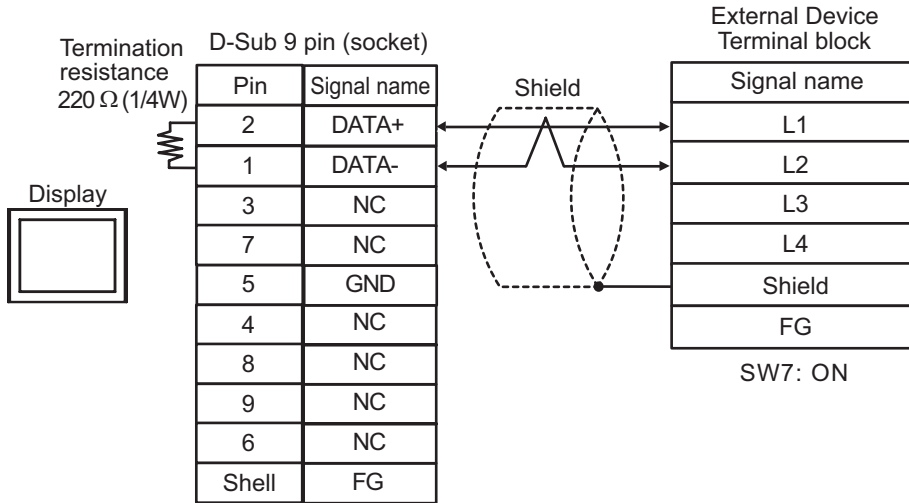 External Device
Terminal block
Termination
resistance
220 Ω (1/4W)
D-Sub 9 pin (socket)
Pin Signal name
Shield
Signal name
2 DATA+
L1
1 DATA-
L2
Display
3 NC
L3
7 NC
L4
5 GND
Shield
4 NC
FG
8 NC
SW7: ON
9 NC
6 NC
Shell FG